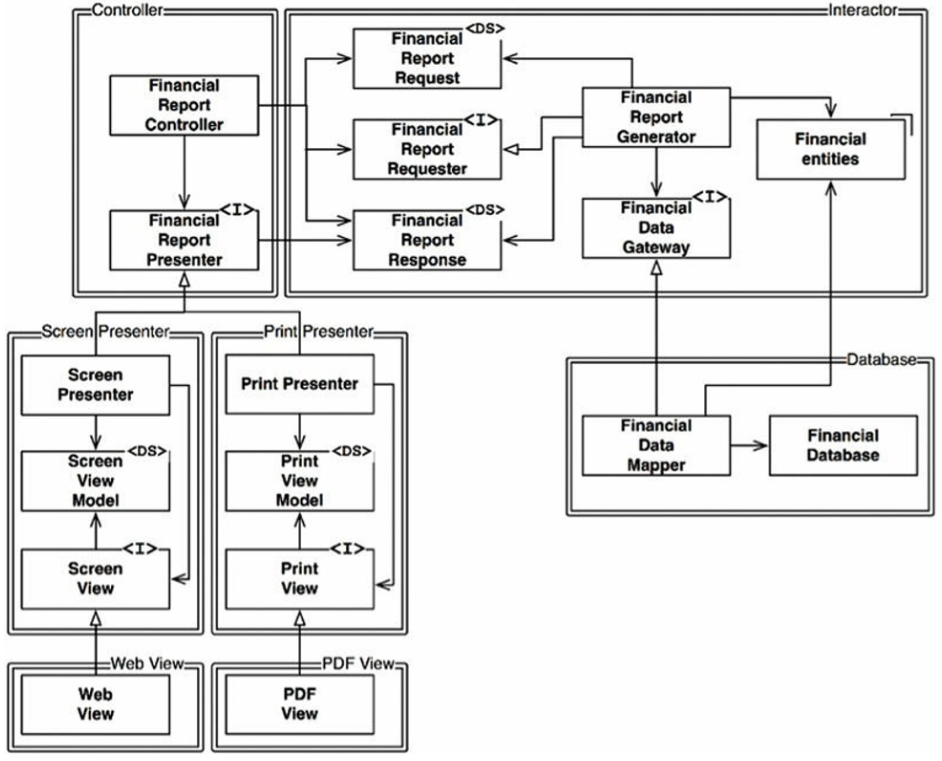 Controller
Interactor
Financial
Report
Controller
<I>
Financial
Report
Presenter
<DS>
Financial
Report
Request
<I>
Financial
Report
Requester
<DS>
Financial
Report
Response
Financial
Report
Generator
<I>
Financial
Data
Gateway
Financial
entities
Screen Presenter
Screen
Presenter
<DS>
Screen
View
Model
<I>
Screen
View
Print Presenter
Print Presenter
<DS>
Print
View
Model
<I>
Print
View
Database
Financial
Data
Mapper
Financial
Database
Web View
Web
View
PDF View
PDF
View